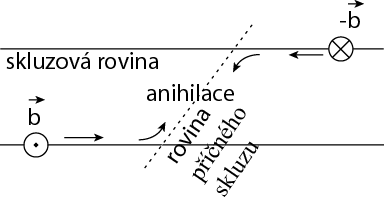 -b
skluzová rovina
anihilace
b
rovina
příčného
skluzu